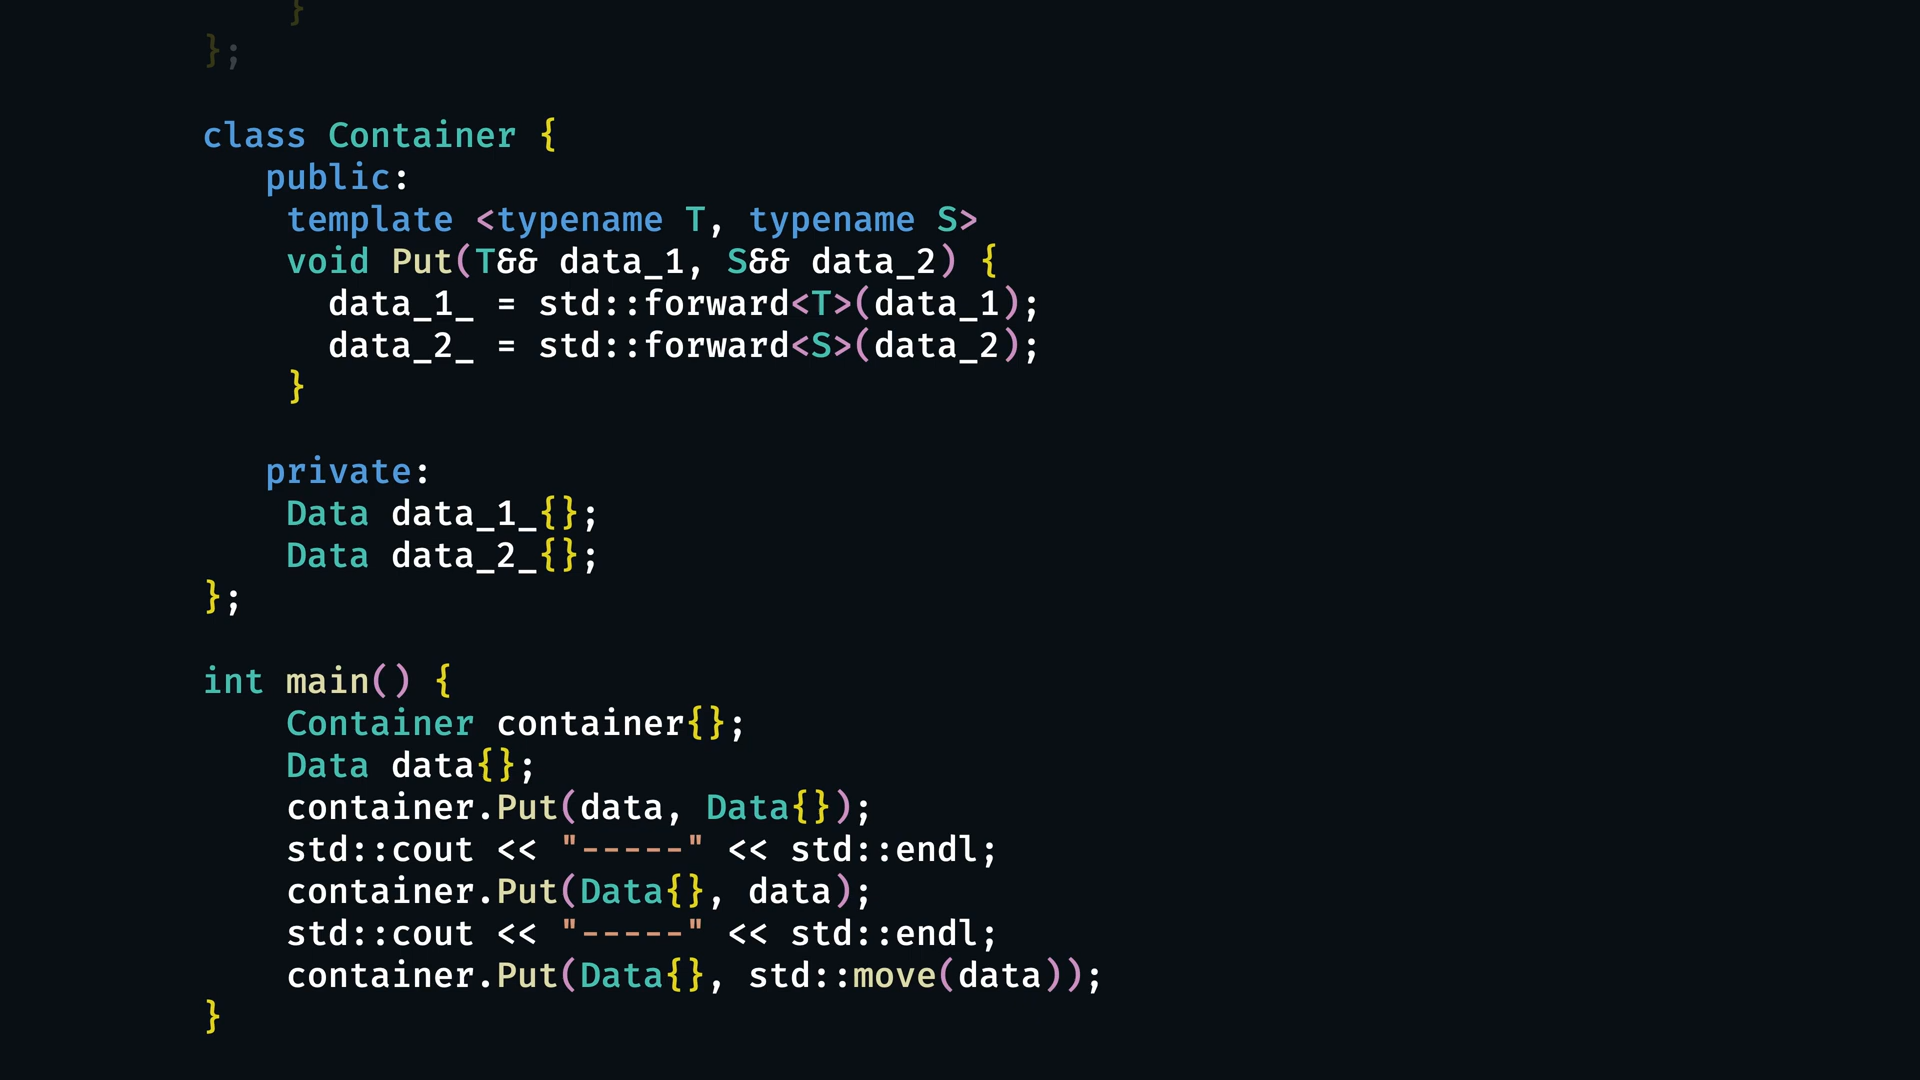 }
};
class Container {
public:
template <typename T, typename S>
void Put(T&& data_1, S&& data_2) {
data_1_ = std::forward<T>(data_1);
data_2_ = std::forward<S>(data_2);
}
private:
Data data_1_{};
Data data_2_{};
};
int main() {
Container container{};
Data data{};
container.Put(data, Data{});
std::cout << "-----" << std::endl;
container.Put(Data{}, data);
std::cout << "-----" << std::endl;
container.Put(Data{}, std::move(data));
}